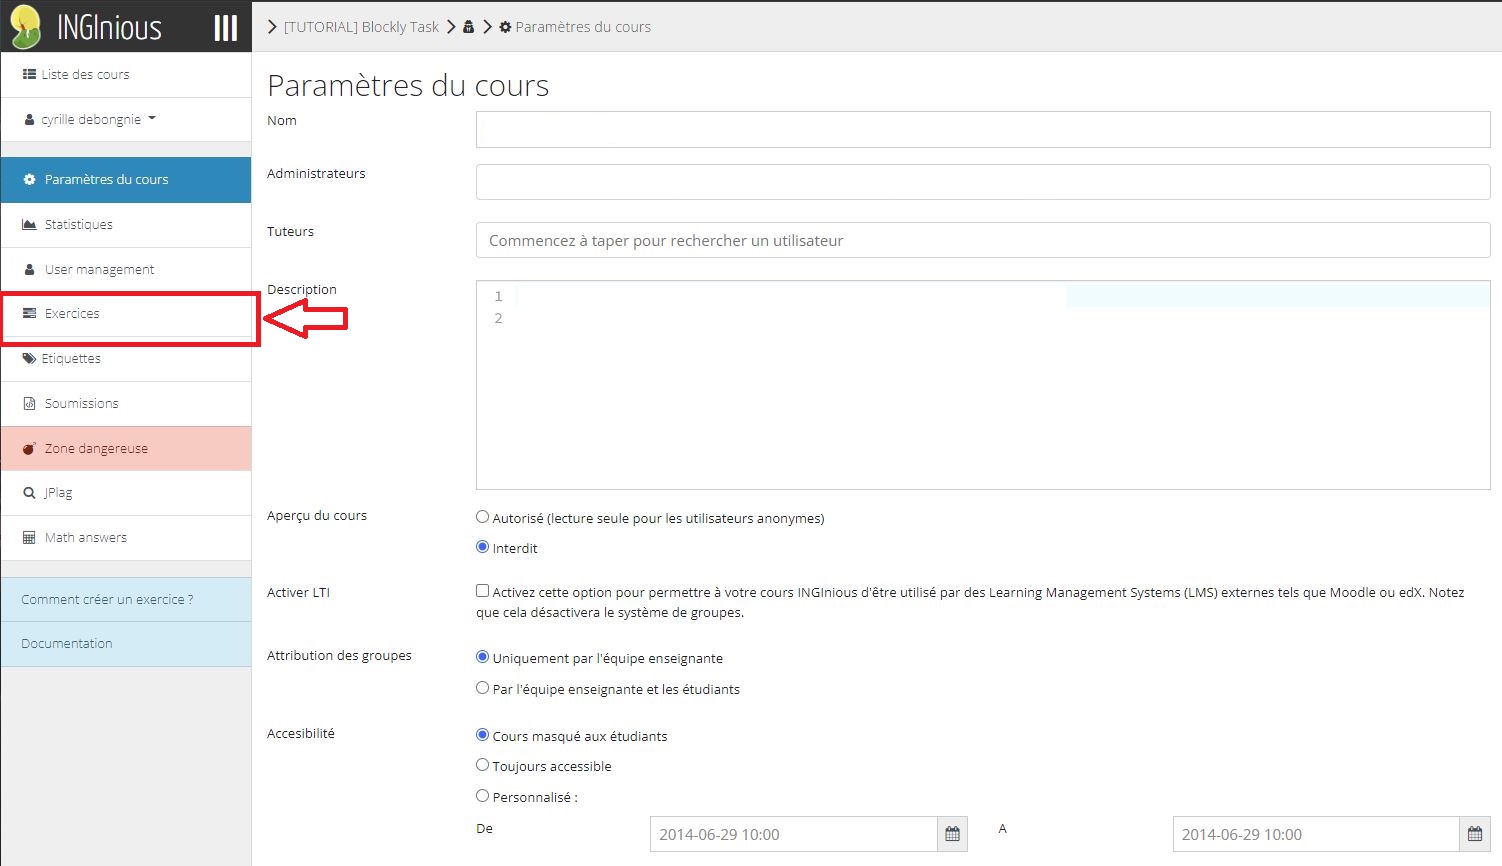 INGInious
[TUTORIAL] Blockly Task
Paramètres du cours
Liste des cours
cyrille debongnie
Paramètres du cours
Statistiques
User management
Exercices
Etiquettes
Soumissions
Zone dangereuse
JPlag
Math answers
Comment créer un exercice ?
Documentation
Paramètres du cours
Nom
Administrateurs
Tuteurs
Commencez à taper pour rechercher un utilisateur
Description
1
2
Aperçu du cours
Autorisé (lecture seule pour les utilisateurs anonymes)
Interdit
Activer LTI
Activez cette option pour permettre à votre cours INGInious d'être utilisé par des Learning Management Systems (LMS) externes tels que Moodle ou edX. Notez
que cela désactivera le système de groupes.
Attribution des groupes
Uniquement par l'équipe enseignante
Par l'équipe enseignante et les étudiants
Accesibilité
Cours masqué aux étudiants
Toujours accessible
Personnalisé :
De
2014-06-29 10:00
A
2014-06-29 10:00